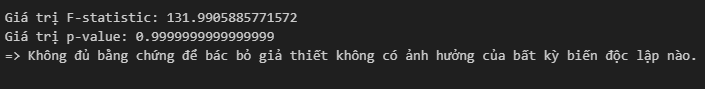 Giá trị F-statistic: 131.9905885771572
Giá trị p-value: 0.9999999999999999
=> Không đủ bằng chứng để bác bỏ giả thiết không có ảnh hưởng của bất kỳ biến độc lập nào.